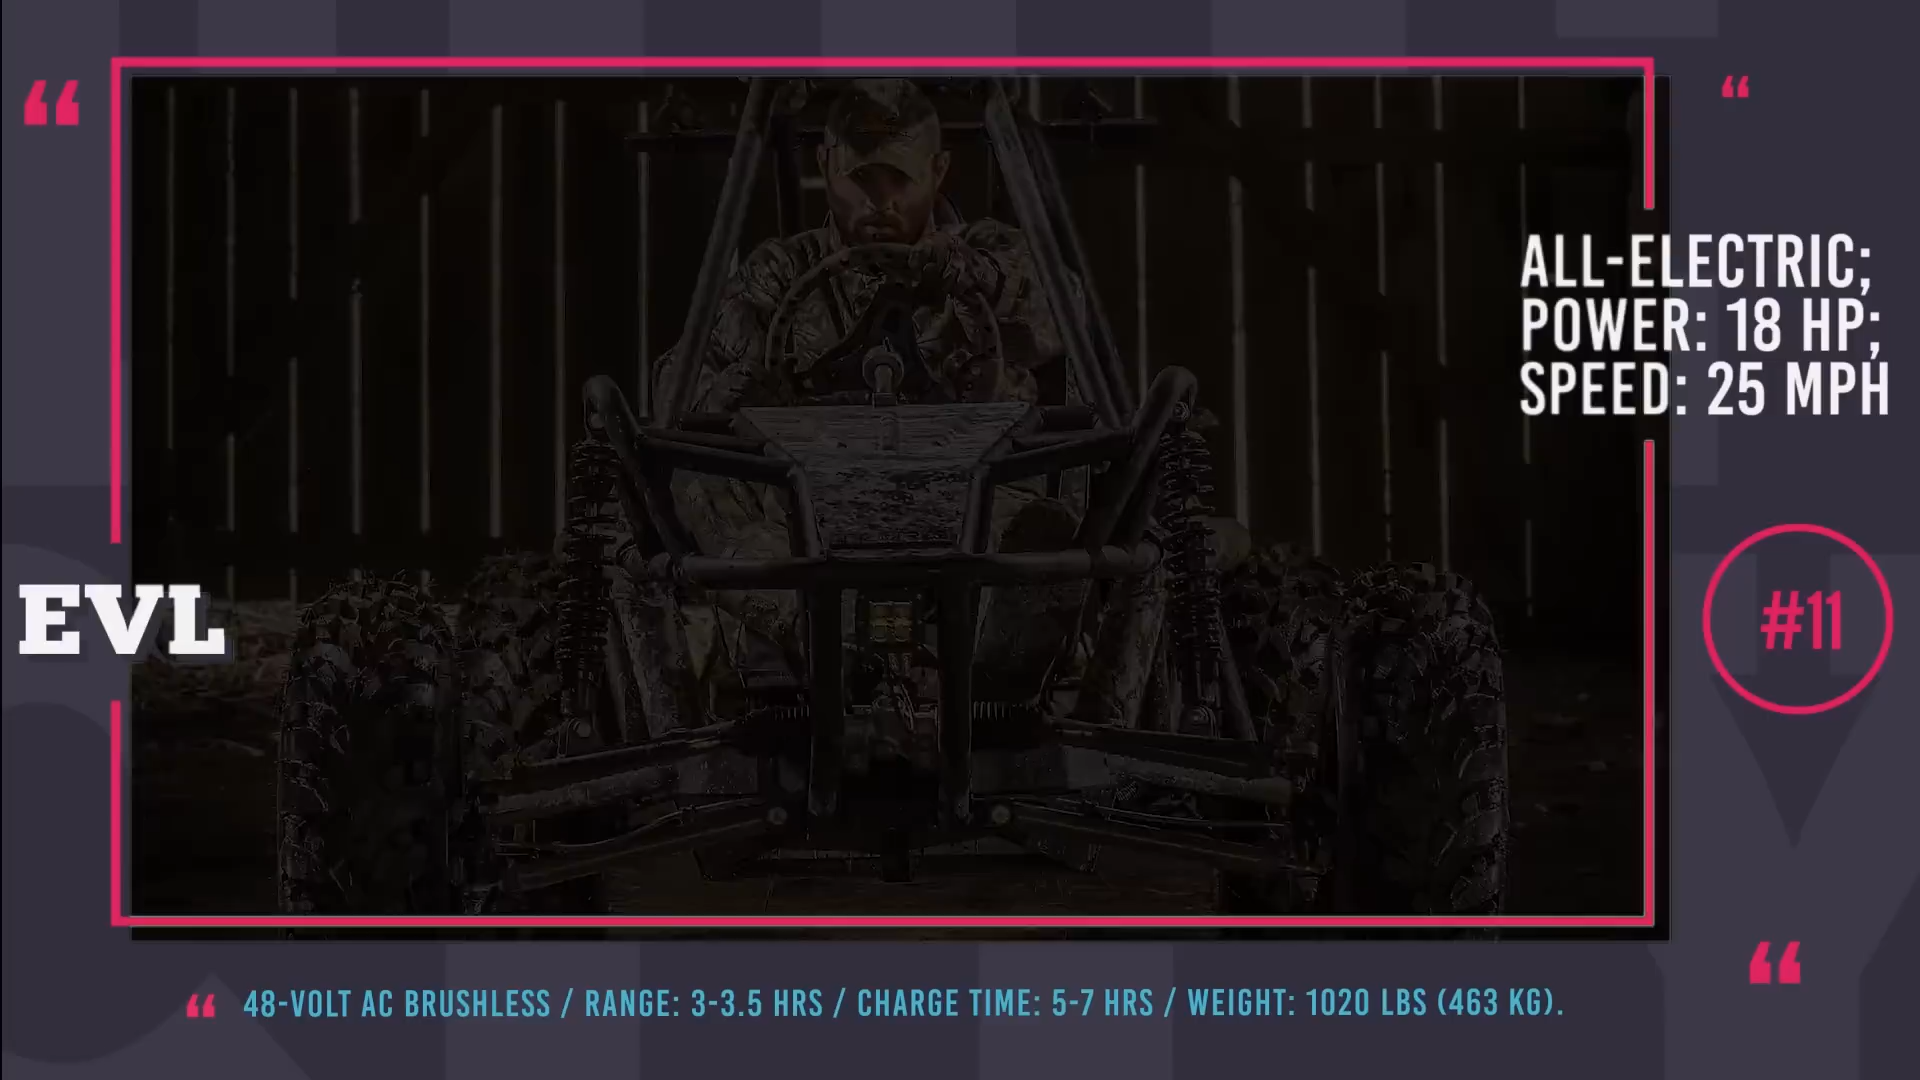 ALL-ELECTRIC;
POWER: 18 HP;
SPEED: 25 MPH
EVL
#11
48-VOLT AC BRUSHLESS / RANGE: 3-3.5 HRS / CHARGE TIME: 5-7 HRS / WEIGHT: 1020 LBS (463 KG).